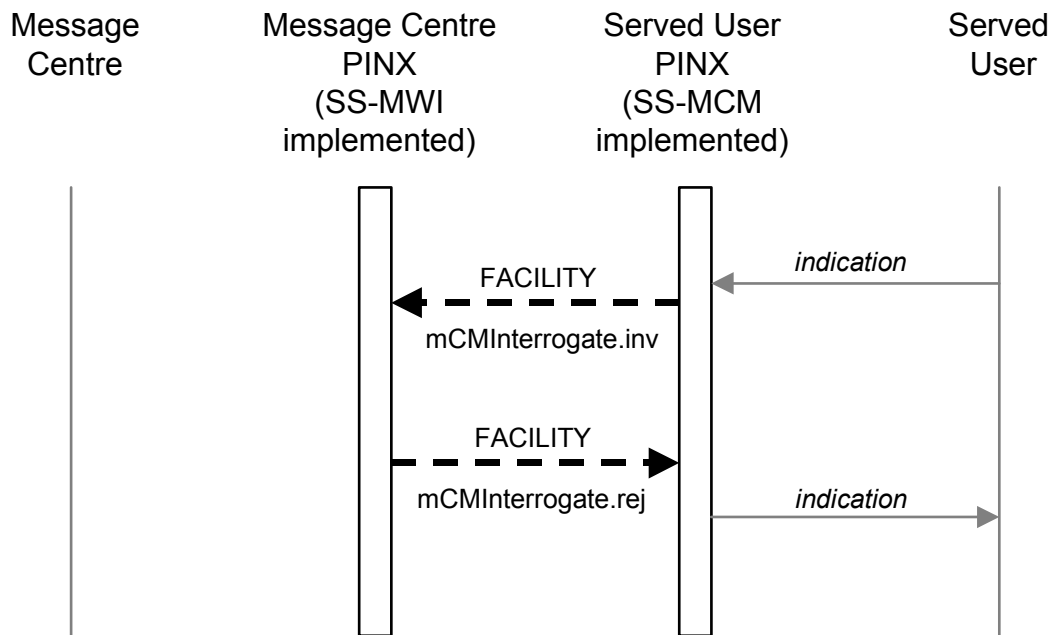 Message
Centre
Message Centre
PINX
(SS-MWI
implemented)
Served User
PINX
(SS-MCM
implemented)
Served
User
indication
FACILITY
mCMInterrogate.inv
FACILITY
mCMInterrogate.rej
indication